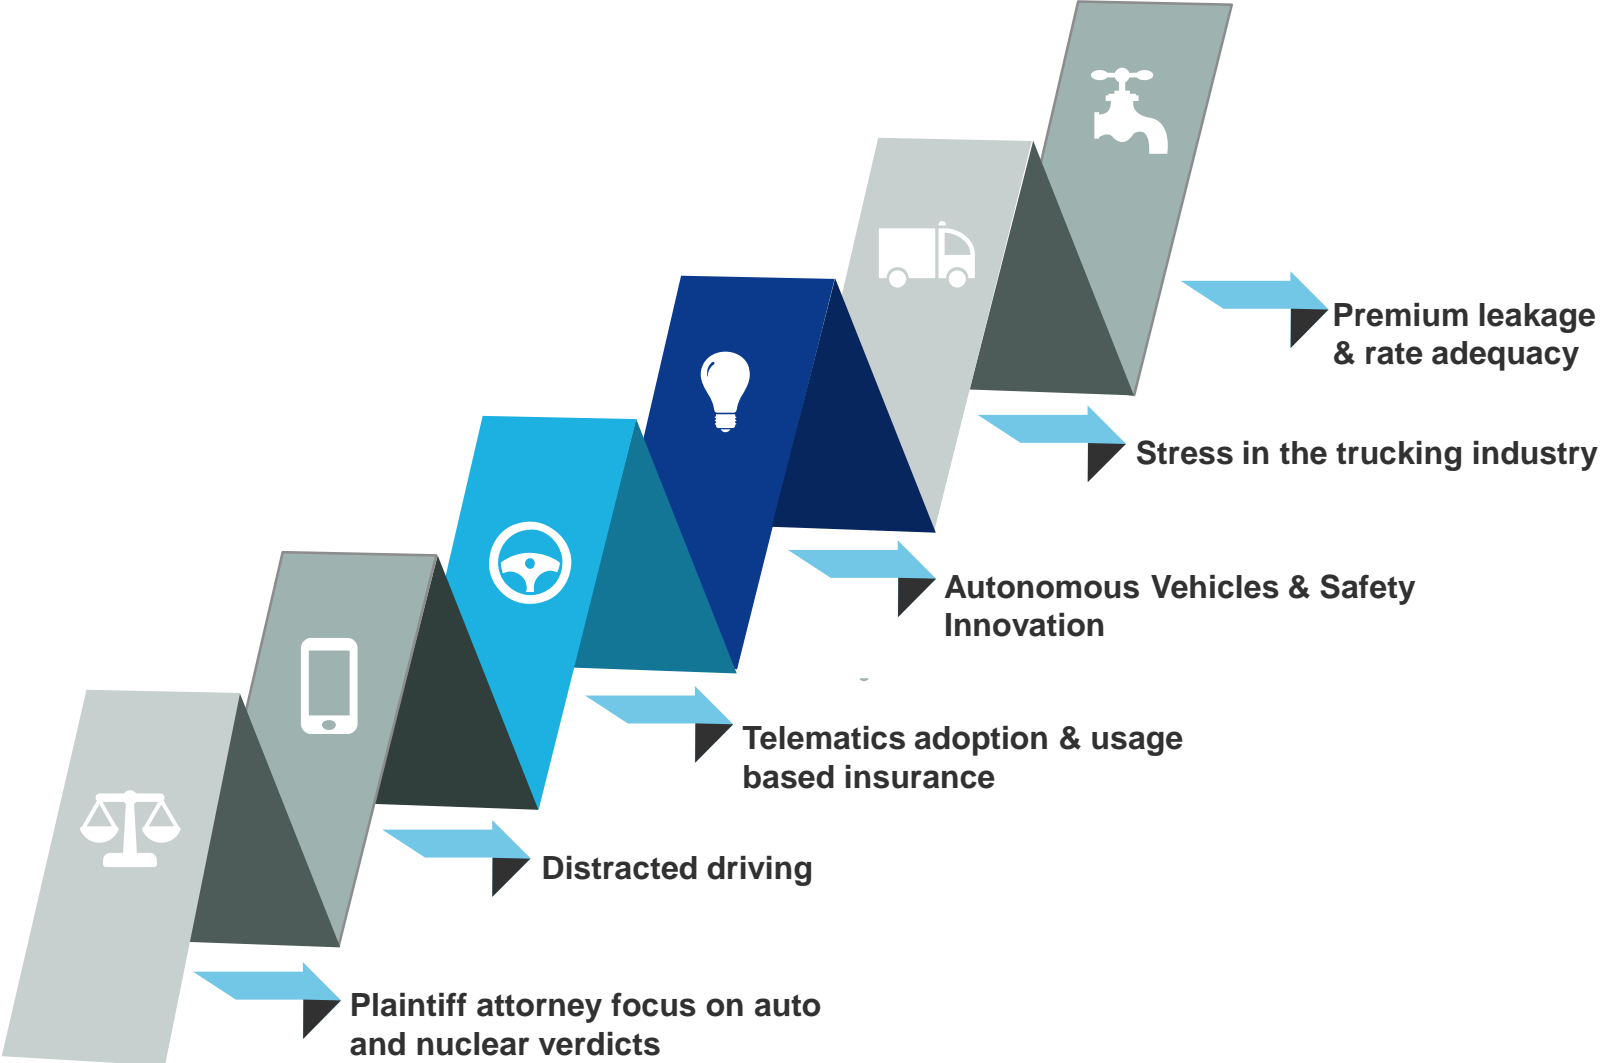 Premium leakage
& rate adequacy
Stress in the trucking industry
Autonomous Vehicles & Safety
Innovation
Telematics adoption & usage
based insurance
Distracted driving
Plaintiff attorney focus on auto
and nuclear verdicts